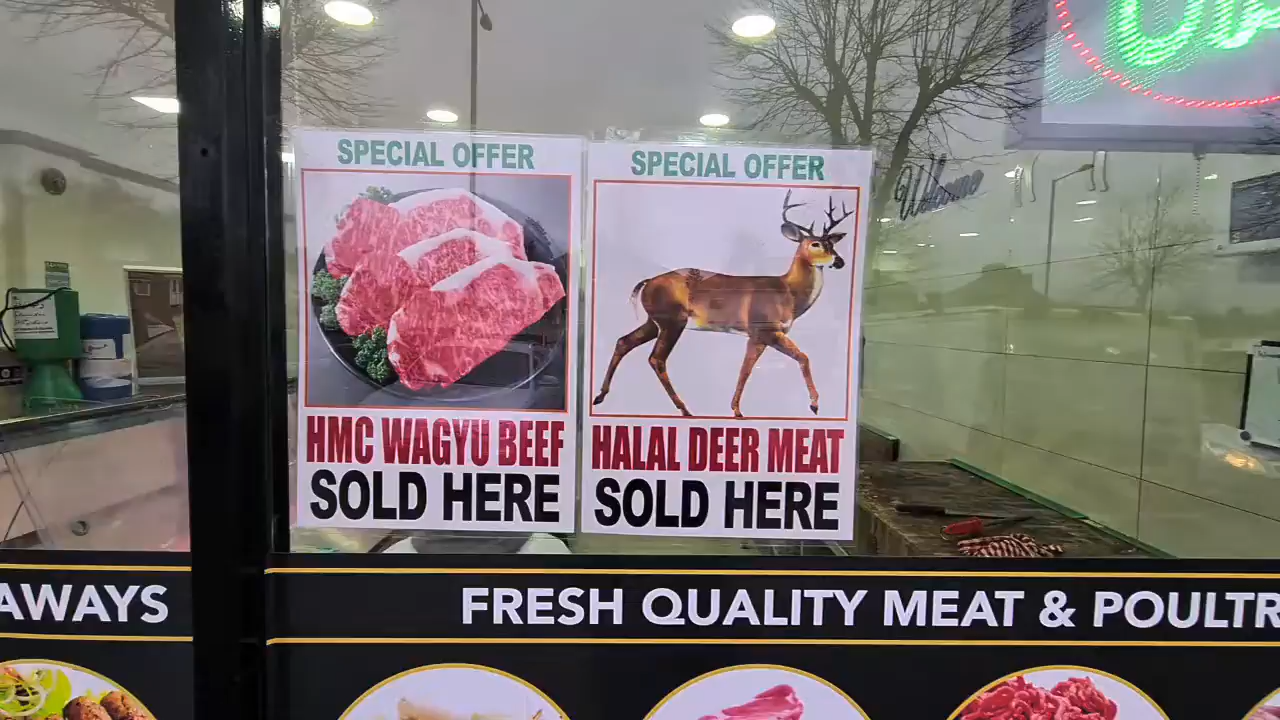 SPECIAL OFFER
HMC WAGYU BEEF
SOLD HERE
SPECIAL OFFER
HALAL DEER MEAT
SOLD HERE
Welcome
AWAYS
FRESH QUALITY MEAT & POULTR